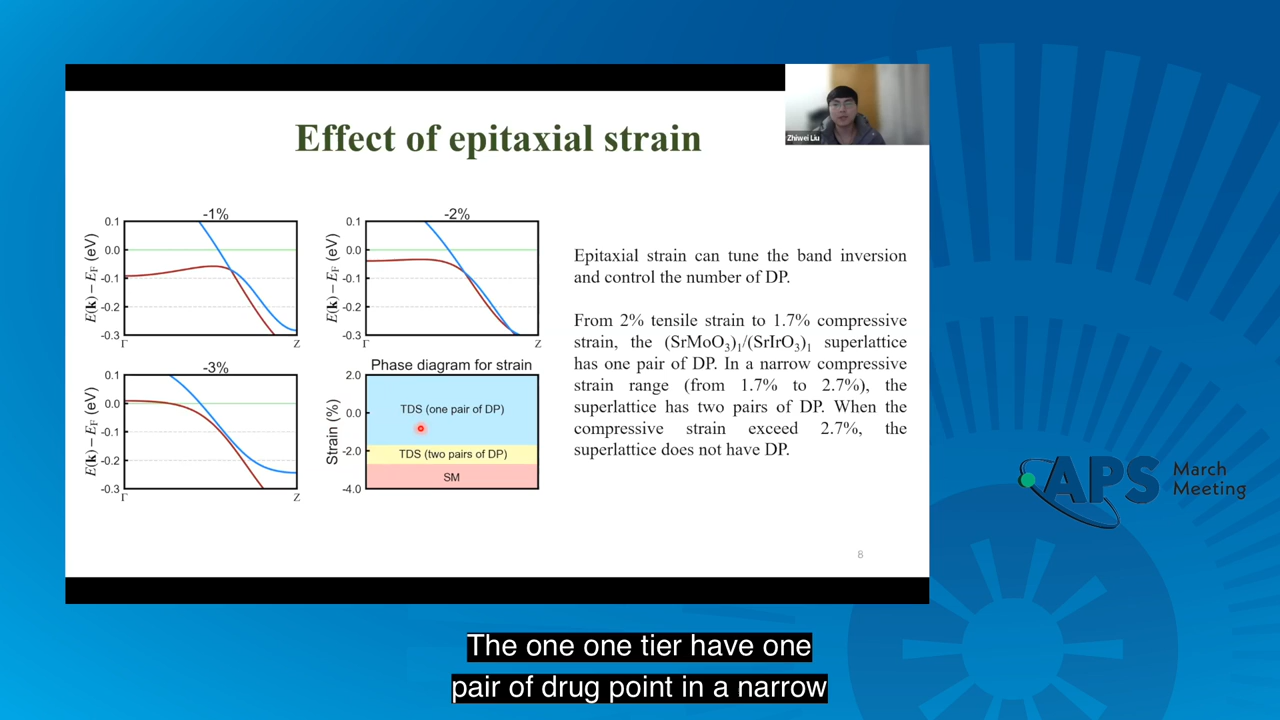 Effect of epitaxial strain
Zhiwei Liu
-1%
0.1
0.0
-0.1
-0.2
-0.3
E(k) − E_F (eV)
Γ
Z
-2%
0.1
0.0
-0.1
-0.2
-0.3
E(k) − E_F (eV)
Γ
Z
-3%
0.1
0.0
-0.1
-0.2
-0.3
E(k) − E_F (eV)
Γ
Z
Phase diagram for strain
2.0
0.0
-2.0
-4.0
Strain (%)
TDS (one pair of DP)
TDS (two pairs of DP)
SM
Epitaxial strain can tune the band inversion
and control the number of DP.
From 2% tensile strain to 1.7% compressive
strain, the (SrMoO₃)₁/(SrIrO₃)₁ superlattice
has one pair of DP. In a narrow compressive
strain range (from 1.7% to 2.7%), the
superlattice has two pairs of DP. When the
compressive strain exceed 2.7%, the
superlattice does not have DP.
8
APS
March
Meeting
The one one tier have one
pair of drug point in a narrow